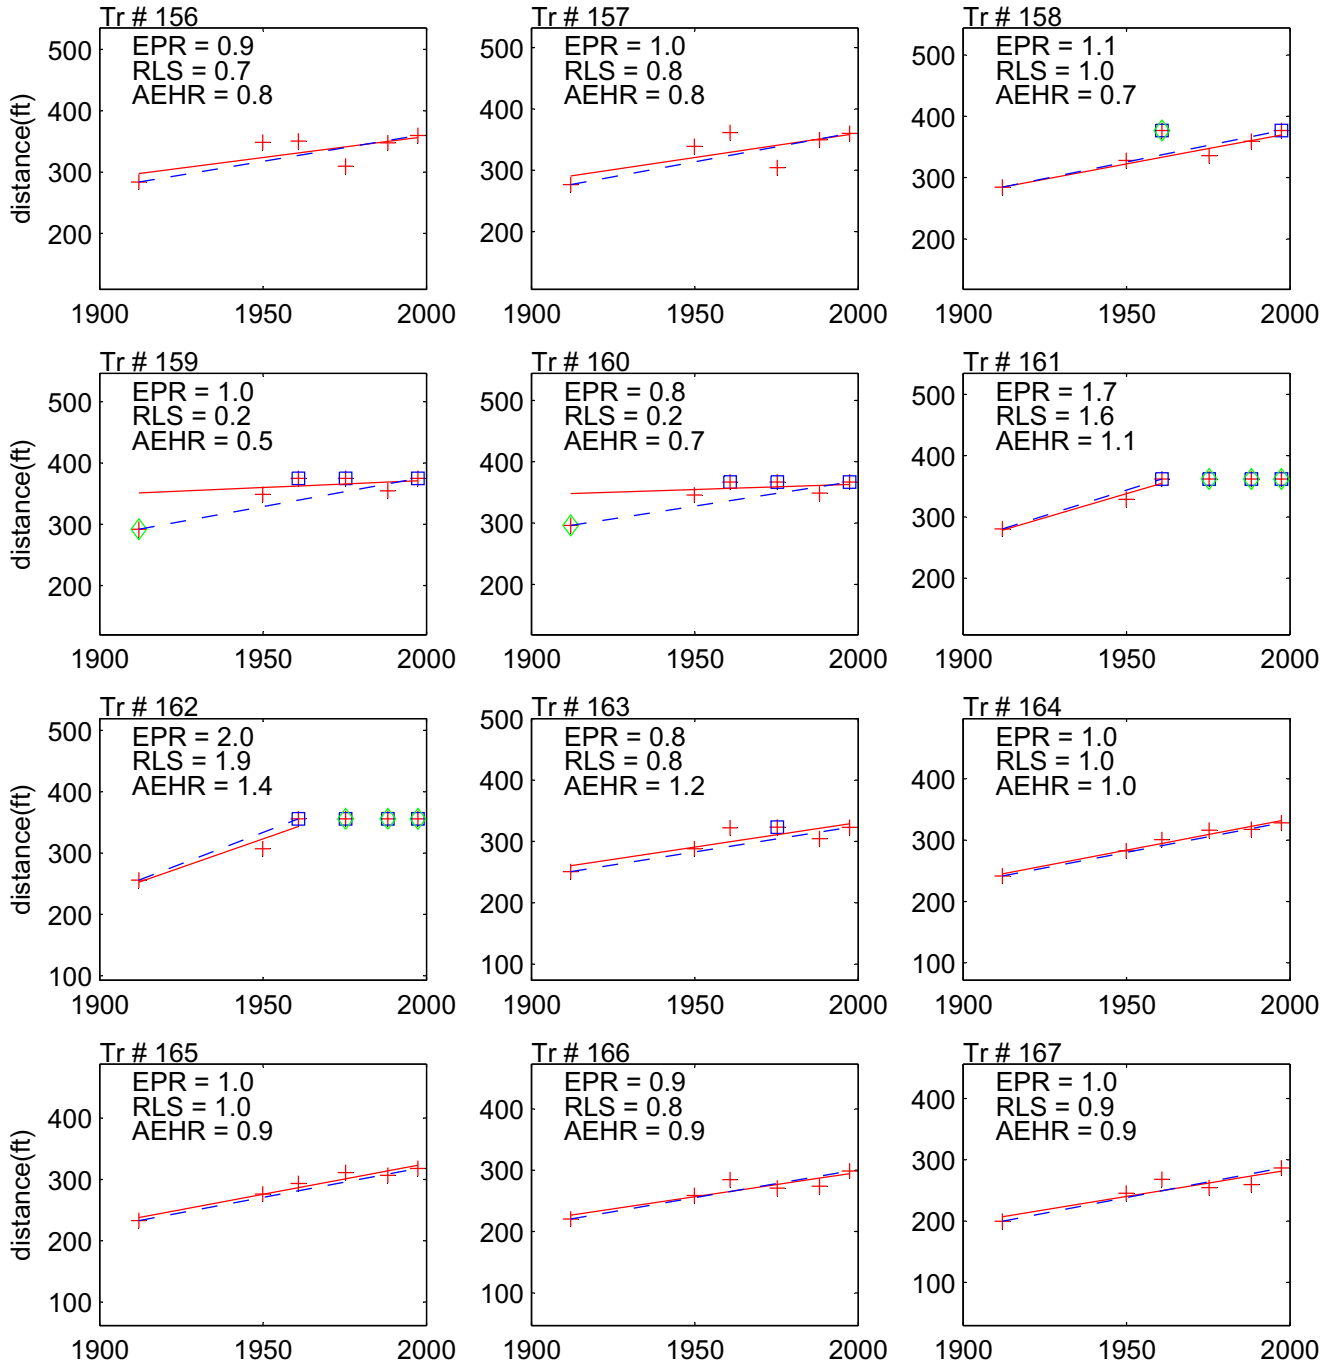 Tr # 156
EPR = 0.9
RLS = 0.7
AEHR = 0.8
500
400
300
200
distance(ft)
1900
1950
2000
Tr # 157
EPR = 1.0
RLS = 0.8
AEHR = 0.8
500
400
300
200
1900
1950
2000
Tr # 158
EPR = 1.1
RLS = 1.0
AEHR = 0.7
500
400
300
200
1900
1950
2000
Tr # 159
EPR = 1.0
RLS = 0.2
AEHR = 0.5
500
400
300
200
distance(ft)
1900
1950
2000
Tr # 160
EPR = 0.8
RLS = 0.2
AEHR = 0.7
500
400
300
200
1900
1950
2000
Tr # 161
EPR = 1.7
RLS = 1.6
AEHR = 1.1
500
400
300
200
1900
1950
2000
Tr # 162
EPR = 2.0
RLS = 1.9
AEHR = 1.4
500
400
300
200
100
distance(ft)
1900
1950
2000
Tr # 163
EPR = 0.8
RLS = 0.8
AEHR = 1.2
500
400
300
200
100
1900
1950
2000
Tr # 164
EPR = 1.0
RLS = 1.0
AEHR = 1.0
400
300
200
100
1900
1950
2000
Tr # 165
EPR = 1.0
RLS = 1.0
AEHR = 0.9
400
300
200
100
distance(ft)
1900
1950
2000
Tr # 166
EPR = 0.9
RLS = 0.8
AEHR = 0.9
400
300
200
100
1900
1950
2000
Tr # 167
EPR = 1.0
RLS = 0.9
AEHR = 0.9
400
300
200
100
1900
1950
2000